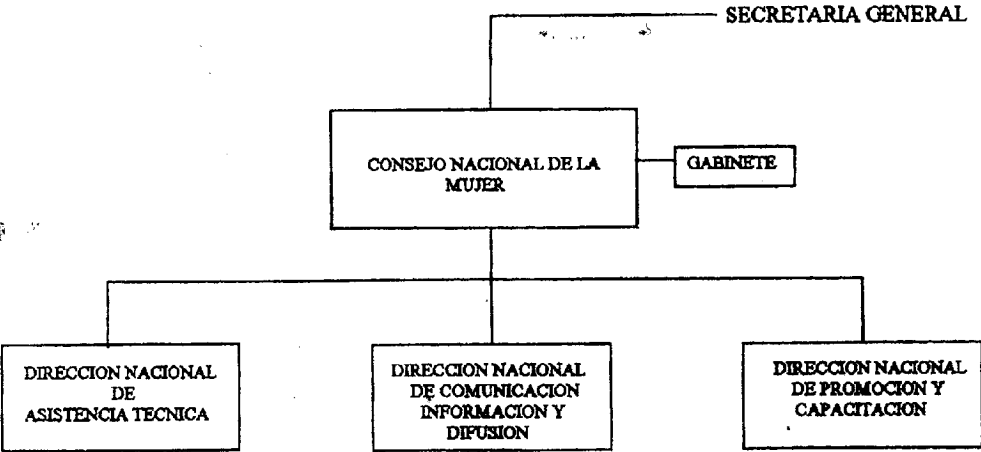 SECRETARIA GENERAL
CONSEJO NACIONAL DE LA
MUJER
GABINETE
DIRECCION NACIONAL
DE
ASISTENCIA TECNICA
DIRECCION NACIONAL
DE COMUNICACION
INFORMACION Y
DIFUSION
DIRECCION NACIONAL
DE PROMOCION Y
CAPACITACION